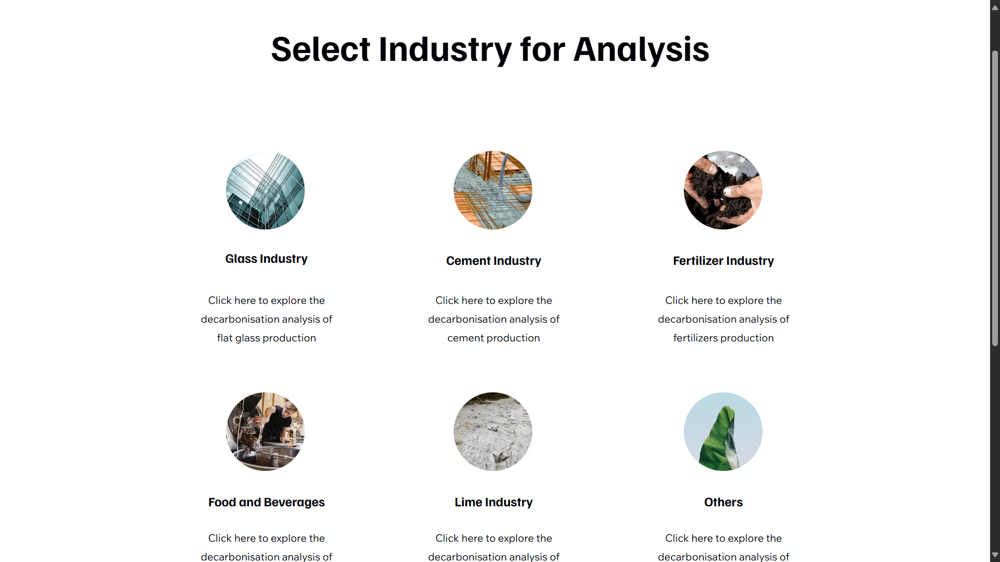 Select Industry for Analysis
Glass Industry
Click here to explore the
decarbonisation analysis of
flat glass production
Cement Industry
Click here to explore the
decarbonisation analysis of
cement production
Fertilizer Industry
Click here to explore the
decarbonisation analysis of
fertilizers production
Food and Beverages
Click here to explore the
decarbonisation analysis of
Lime Industry
Click here to explore the
decarbonisation analysis of
Others
Click here to explore the
decarbonisation analysis of